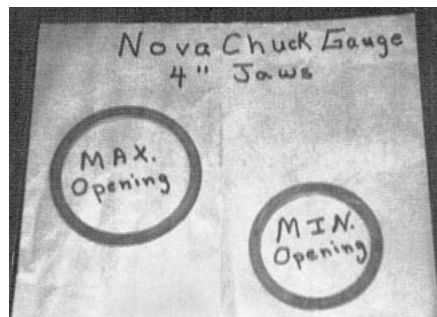 Nova Chuck Gauge
4" Jaws
MAX.
Opening
MIN.
Opening